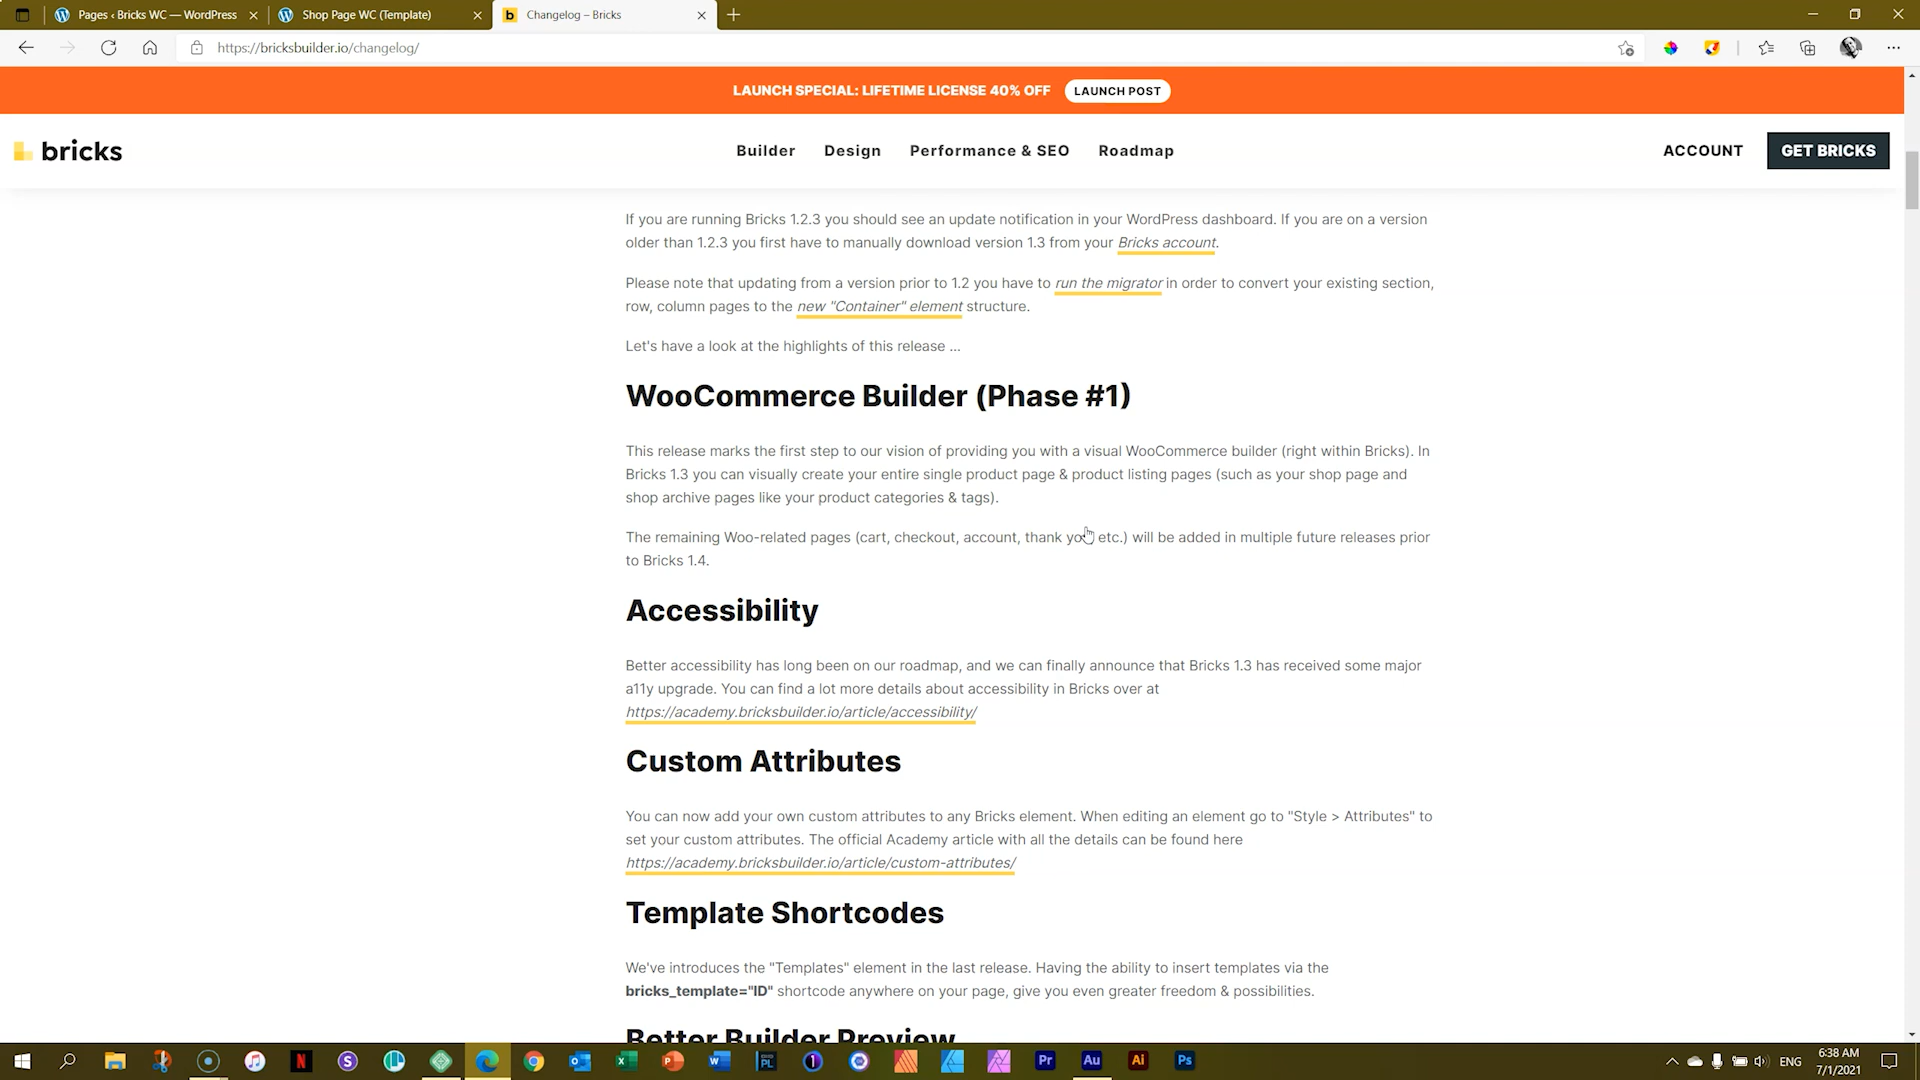 Pages ‹ Bricks WC — WordPress
Shop Page WC (Template)
Changelog – Bricks
https://bricksbuilder.io/changelog/
LAUNCH SPECIAL: LIFETIME LICENSE 40% OFF
LAUNCH POST
bricks
Builder
Design
Performance & SEO
Roadmap
ACCOUNT
GET BRICKS
If you are running Bricks 1.2.3 you should see an update notification in your WordPress dashboard. If you are on a version
older than 1.2.3 you first have to manually download version 1.3 from your Bricks account.
Please note that updating from a version prior to 1.2 you have to run the migrator in order to convert your existing section,
row, column pages to the new "Container" element structure.
Let's have a look at the highlights of this release ...
WooCommerce Builder (Phase #1)
This release marks the first step to our vision of providing you with a visual WooCommerce builder (right within Bricks). In
Bricks 1.3 you can visually create your entire single product page & product listing pages (such as your shop page and
shop archive pages like your product categories & tags).
The remaining Woo-related pages (cart, checkout, account, thank you etc.) will be added in multiple future releases prior
to Bricks 1.4.
Accessibility
Better accessibility has long been on our roadmap, and we can finally announce that Bricks 1.3 has received some major
a11y upgrade. You can find a lot more details about accessibility in Bricks over at
https://academy.bricksbuilder.io/article/accessibility/
Custom Attributes
You can now add your own custom attributes to any Bricks element. When editing an element go to "Style > Attributes" to
set your custom attributes. The official Academy article with all the details can be found here
https://academy.bricksbuilder.io/article/custom-attributes/
Template Shortcodes
We've introduces the "Templates" element in the last release. Having the ability to insert templates via the
bricks_template="ID" shortcode anywhere on your page, give you even greater freedom & possibilities.
Better Builder Preview
Pr
Au
Ai
Ps
ENG
6:38 AM
7/1/2021